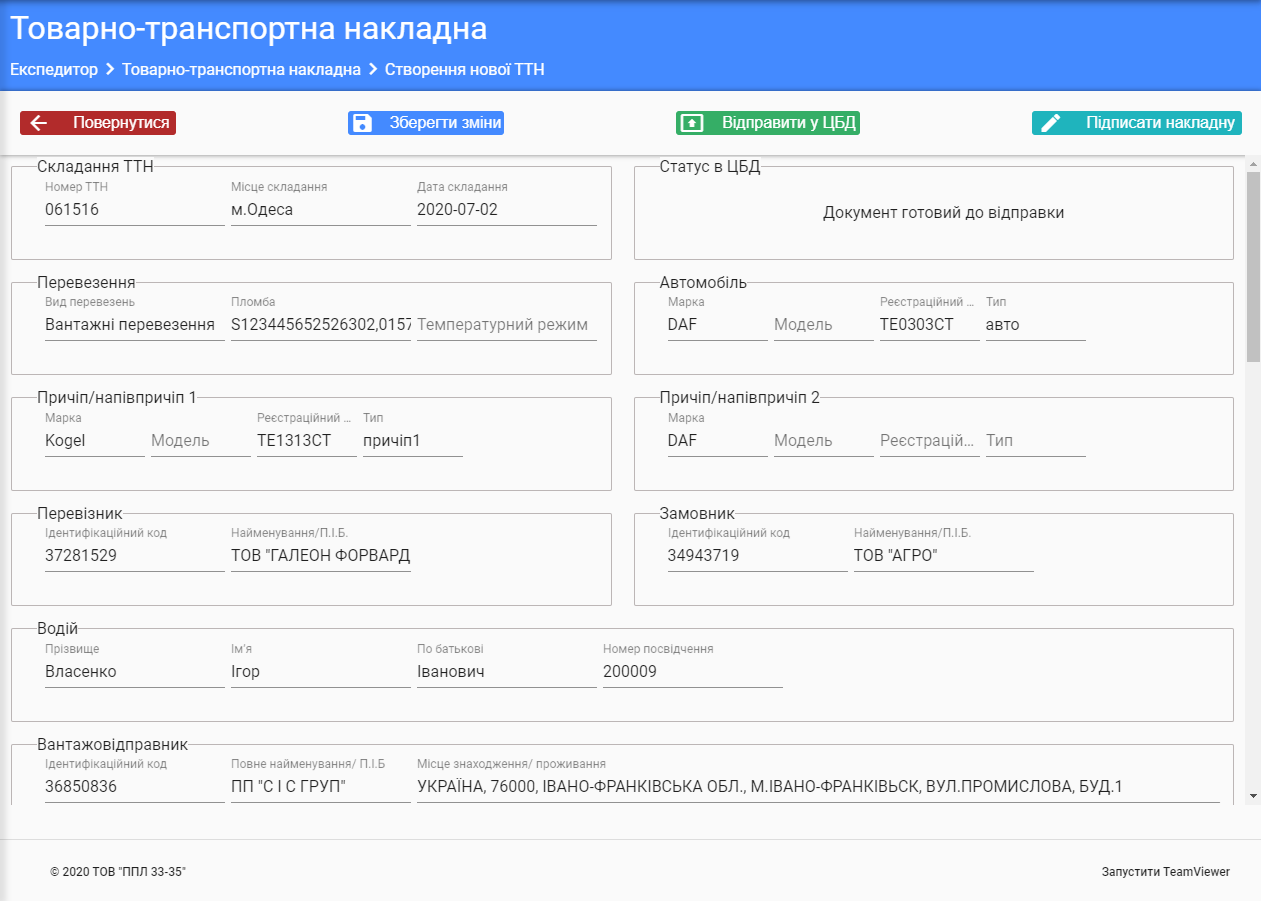 Товарно-транспортна накладна
Експедитор > Товарно-транспортна накладна > Створення нової ТТН
Повернутися Зберегти зміни Відправити у ЦБД Підписати накладну
Складання ТТН
Номер ТТН Місце складання Дата складання
061516 м.Одеса 2020-07-02
Статус в ЦБД
Документ готовий до відправки
Перевезення
Вид перевезень Пломба
Вантажні перевезення S123445652526302,0157 Температурний режим
Автомобіль
Марка Реєстраційний ... Тип
DAF Модель TE0303CT авто
Причіп/напівпричіп 1
Марка Реєстраційний ... Тип
Kogel Модель TE1313CT причіп1
Причіп/напівпричіп 2
Марка
DAF Модель Реєстрацій... Тип
Перевізник
Ідентифікаційний код Найменування/П.І.Б.
37281529 ТОВ "ГАЛЕОН ФОРВАРД
Замовник
Ідентифікаційний код Найменування/П.І.Б.
34943719 ТОВ "АГРО"
Водій
Прізвище Ім'я По батькові Номер посвідчення
Власенко Ігор Іванович 200009
Вантажовідправник
Ідентифікаційний код Повне найменування/ П.І.Б Місце знаходження/ проживання
36850836 ПП "С І С ГРУП" УКРАЇНА, 76000, ІВАНО-ФРАНКІВСЬКА ОБЛ., М.ІВАНО-ФРАНКІВЬСК, ВУЛ.ПРОМИСЛОВА, БУД.1
© 2020 ТОВ "ППЛ 33-35" Запустити TeamViewer